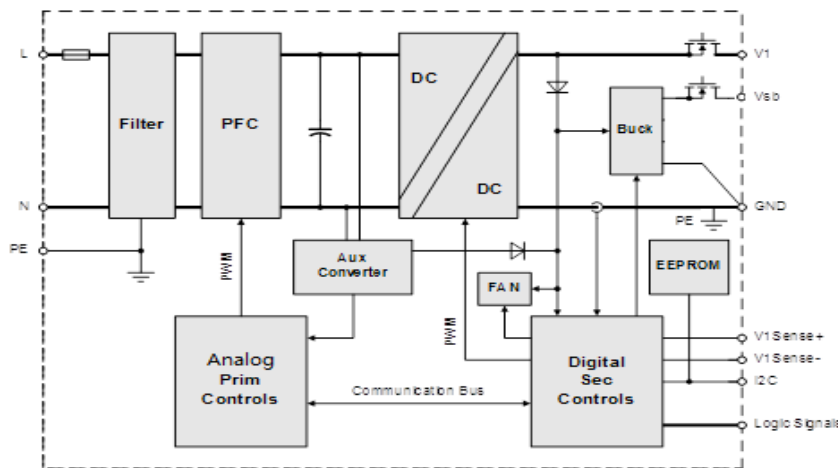 L
V1
DC
Vsb
Filter
PFC
Buck
DC
N
GND
PE
PE
Aux
Converter
EEPROM
PWM
FAN
PWM
V1Sense+
Analog
Prim
Controls
Digital
Sec
Controls
V1Sense-
I2C
Communication Bus
Logic Signals